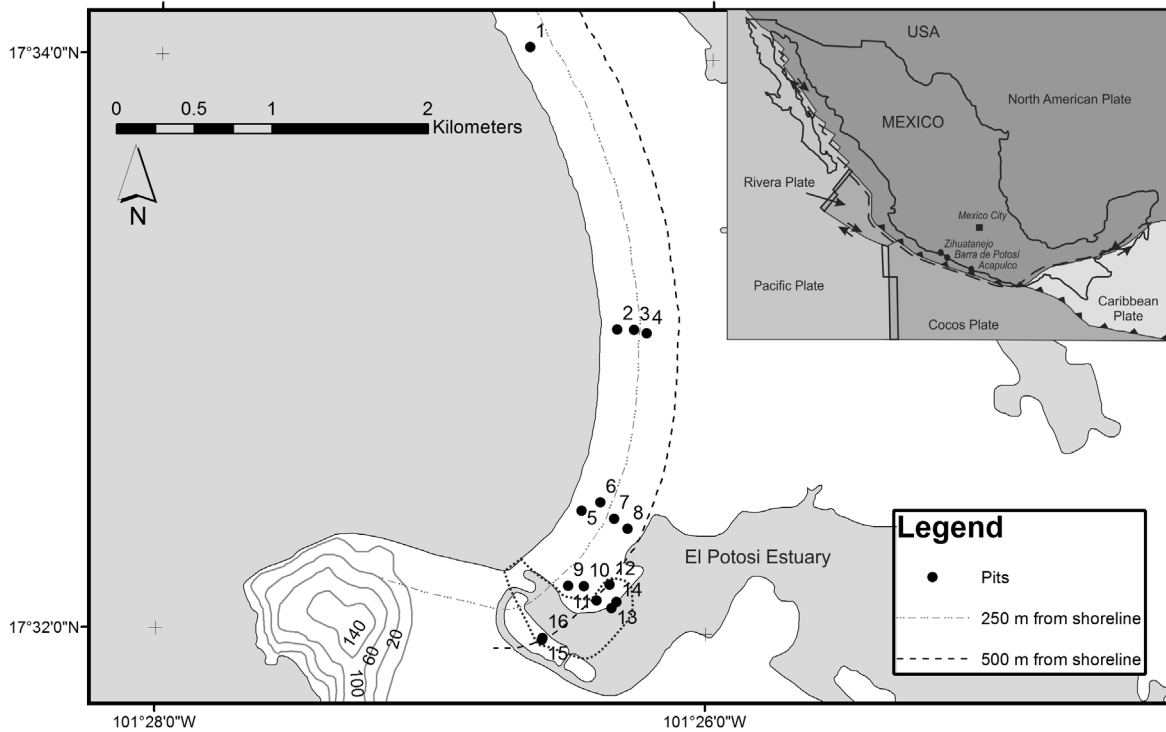 17°34'0"N
17°32'0"N
101°28'0"W
101°26'0"W
0 0.5 1 2
Kilometers
N
1
2 3 4
6
7
8
5
9 10 12
11 14
13
16
15
El Potosi Estuary
140
60
20
100
USA
North American Plate
MEXICO
Rivera Plate
Mexico City
Zihuatanejo
Barra de Potosí
Acapulco
Pacific Plate
Cocos Plate
Caribbean
Plate
Legend
Pits
250 m from shoreline
500 m from shoreline